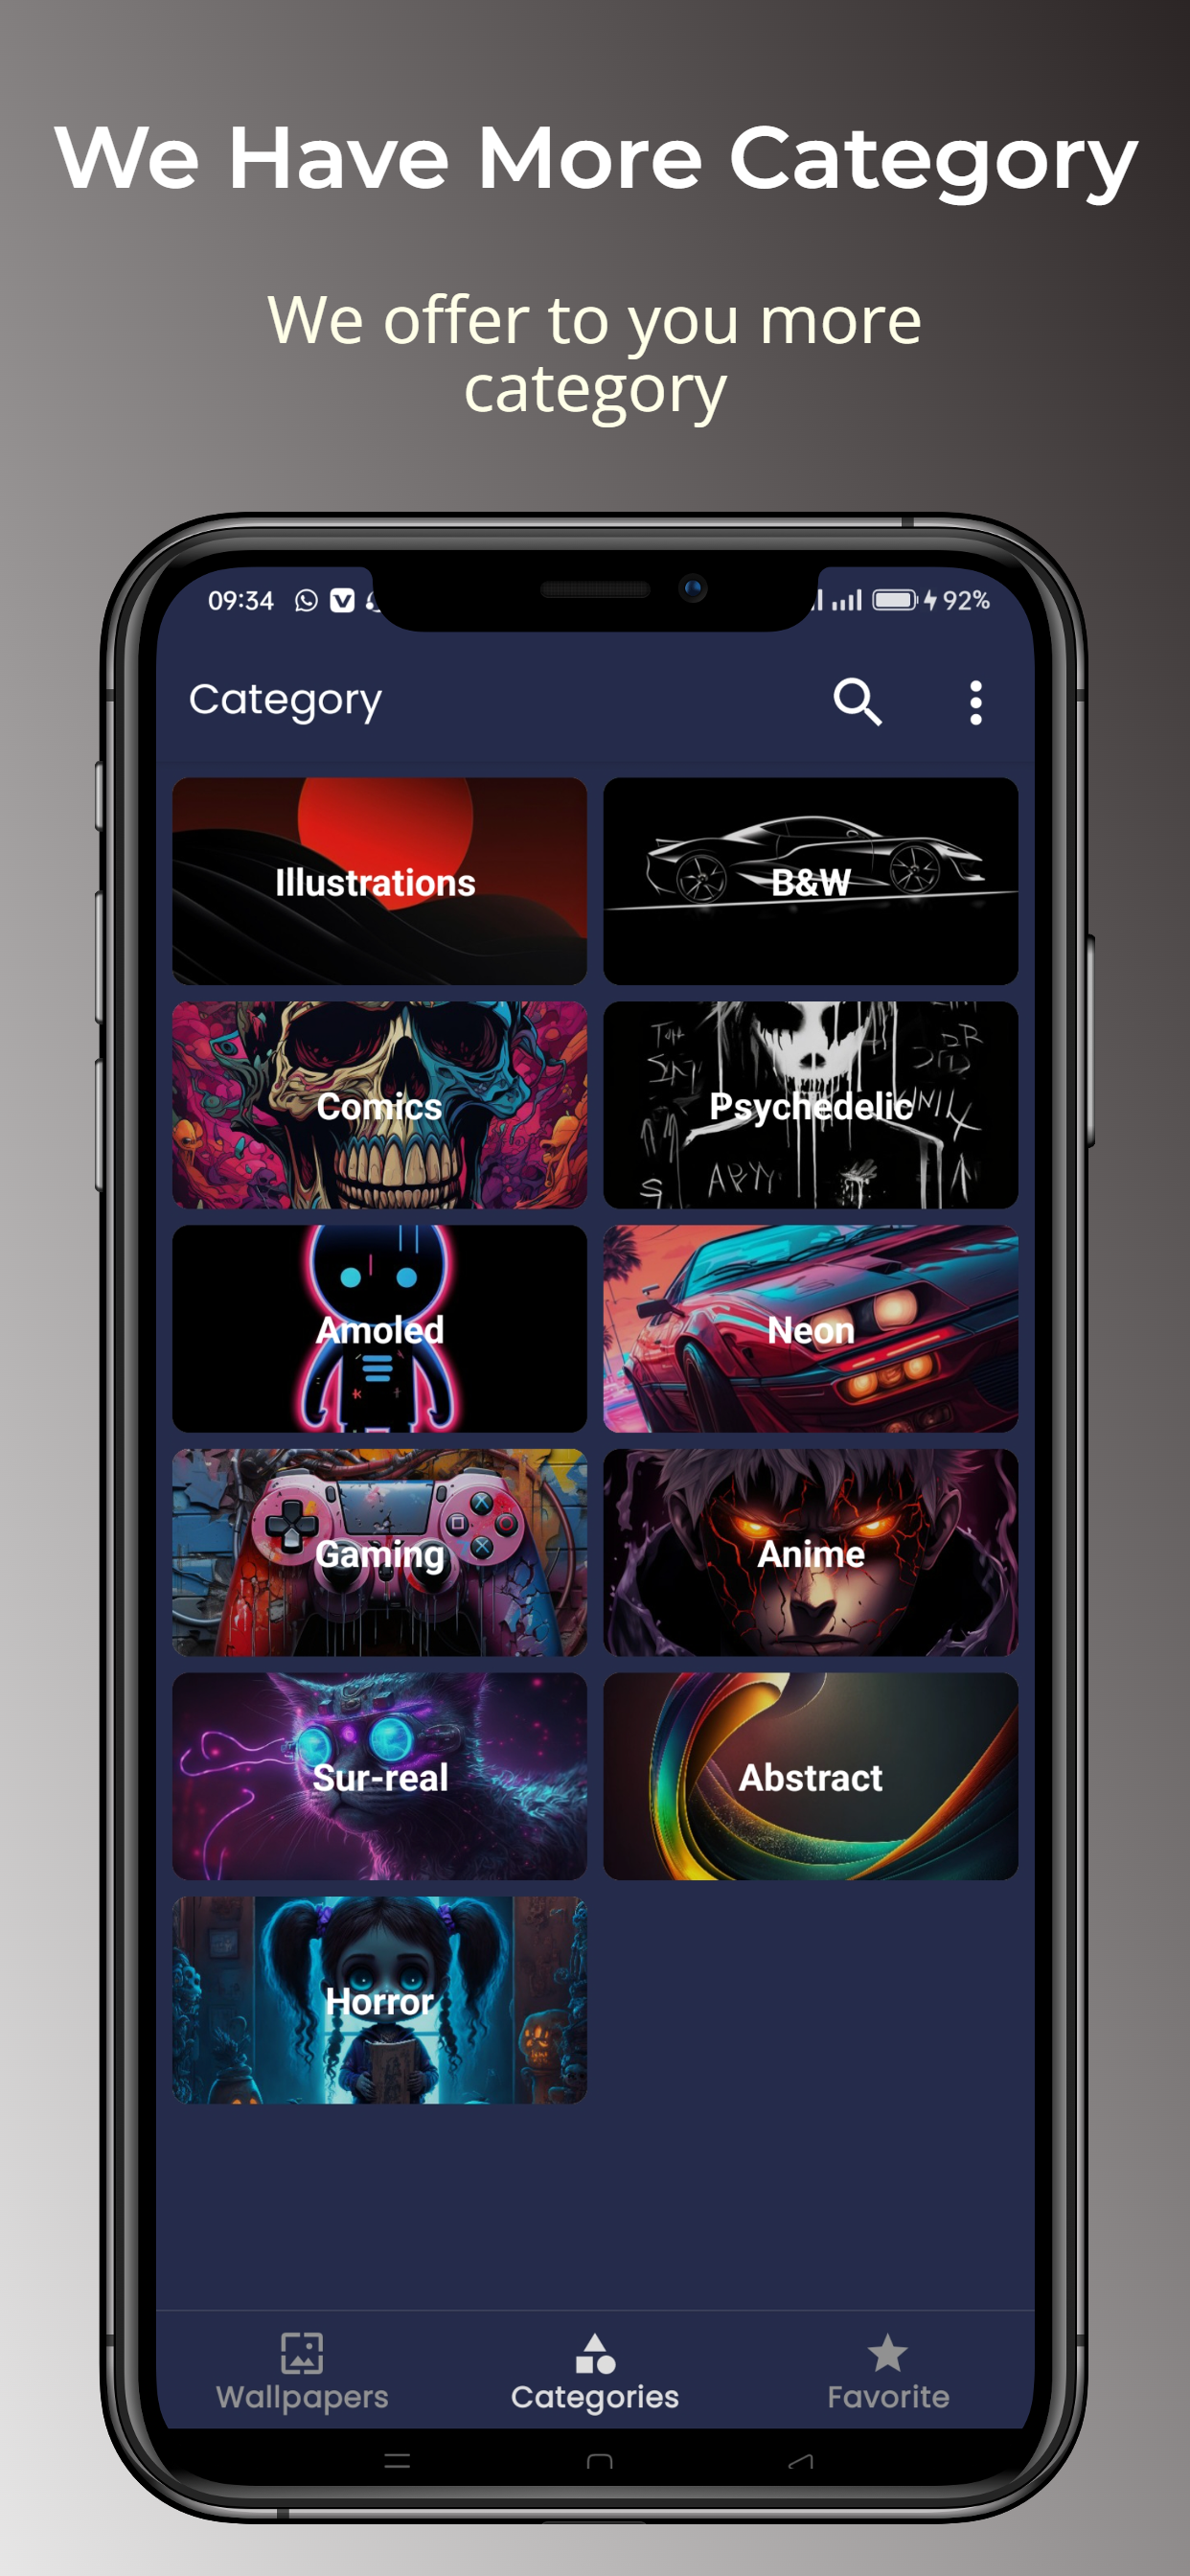 We Have More Category
We offer to you more
category
09:34
92%
Category
Illustrations
B&W
Comics
Psychedelic
Amoled
Neon
Gaming
Anime
Sur-real
Abstract
Horror
Wallpapers
Categories
Favorite